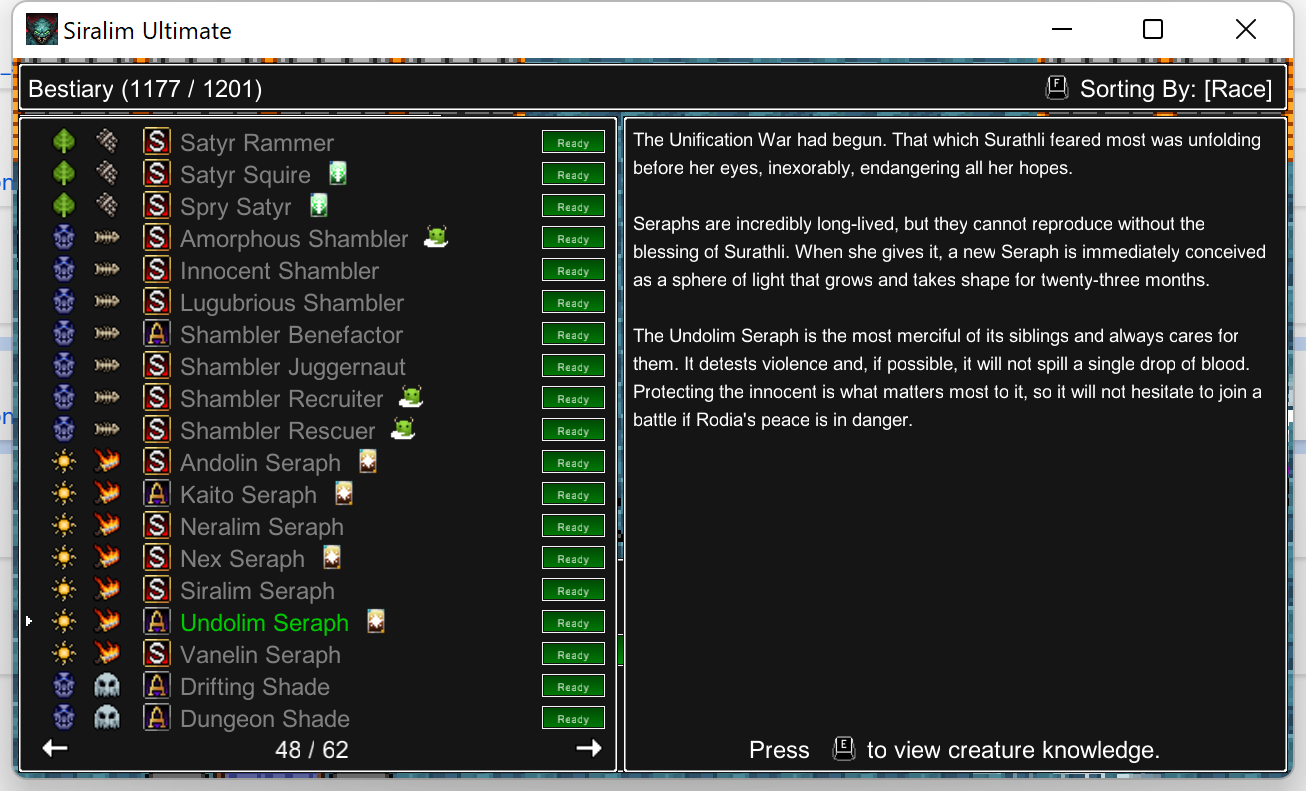 Siralim Ultimate
Bestiary (1177 / 1201)
F Sorting By: [Race]
S Satyr Rammer Ready
S Satyr Squire Ready
S Spry Satyr Ready
S Amorphous Shambler Ready
S Innocent Shambler Ready
S Lugubrious Shambler Ready
A Shambler Benefactor Ready
S Shambler Juggernaut Ready
S Shambler Recruiter Ready
S Shambler Rescuer Ready
S Andolin Seraph Ready
A Kaito Seraph Ready
S Neralim Seraph Ready
S Nex Seraph Ready
S Siralim Seraph Ready
A Undolim Seraph Ready
S Vanelin Seraph Ready
A Drifting Shade Ready
A Dungeon Shade Ready
48 / 62
The Unification War had begun. That which Surathli feared most was unfolding
before her eyes, inexorably, endangering all her hopes.
Seraphs are incredibly long-lived, but they cannot reproduce without the
blessing of Surathli. When she gives it, a new Seraph is immediately conceived
as a sphere of light that grows and takes shape for twenty-three months.
The Undolim Seraph is the most merciful of its siblings and always cares for
them. It detests violence and, if possible, it will not spill a single drop of blood.
Protecting the innocent is what matters most to it, so it will not hesitate to join a
battle if Rodia's peace is in danger.
Press E to view creature knowledge.